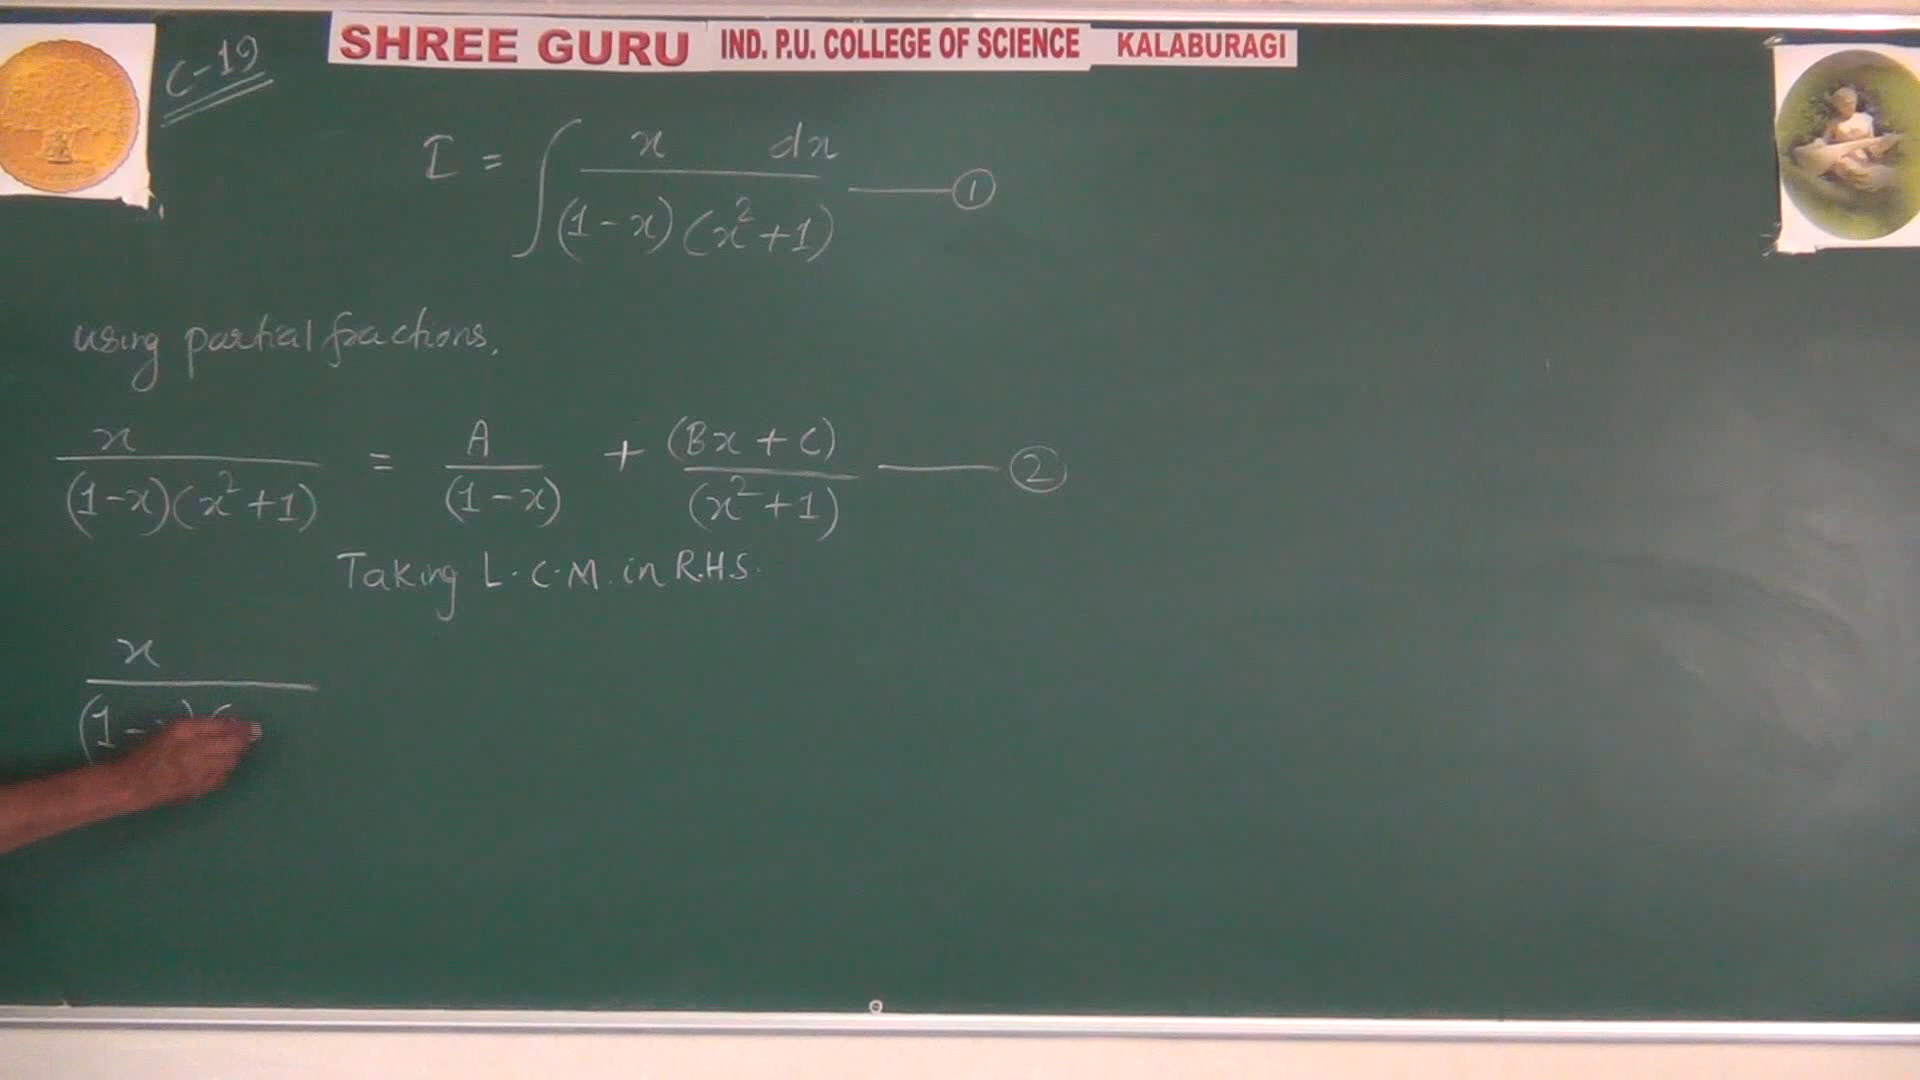 SHREE GURU IND. P.U. COLLEGE OF SCIENCE KALABURAGI
C-19
I = ∫ x dx / (1-x)(x²+1) —— ①
using partial fractions,
x / (1-x)(x²+1) = A / (1-x) + (Bx+C) / (x²+1) —— ②
Taking L.C.M. in R.H.S.
x
(1-